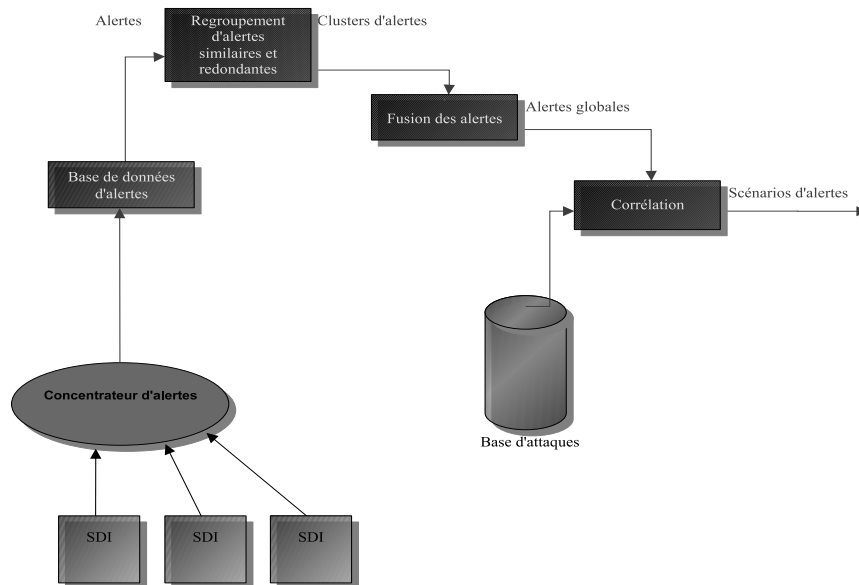 Alertes
Regroupement
d'alertes
similaires et
redondantes
Clusters d'alertes
Fusion des alertes
Alertes globales
Base de données
d'alertes
Corrélation
Scénarios d'alertes
Base d'attaques
Concentrateur d'alertes
SDI
SDI
SDI